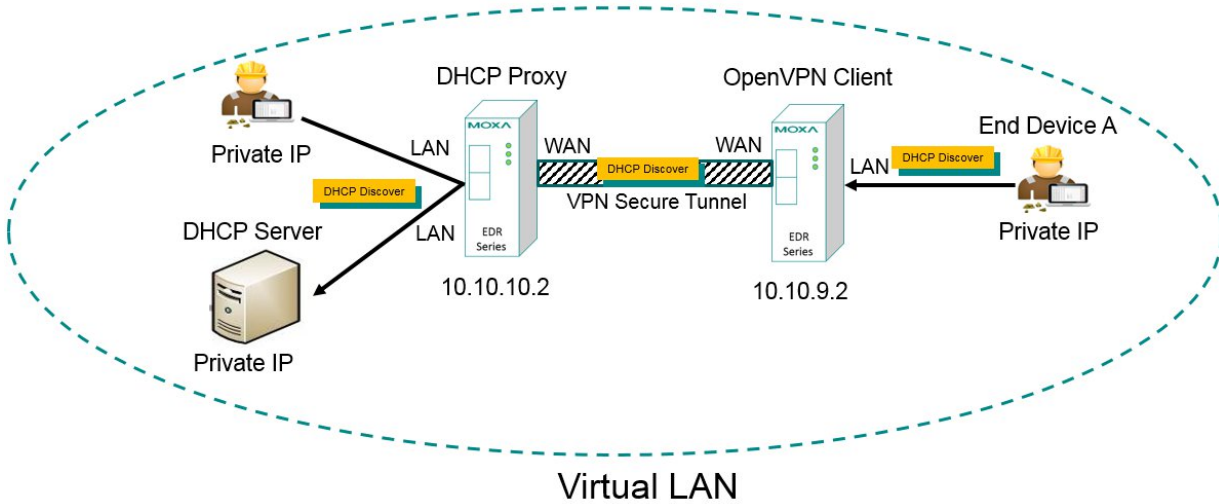 DHCP Proxy
OpenVPN Client
End Device A
MOXA
MOXA
Private IP
LAN
WAN
DHCP Discover
WAN
LAN
DHCP Discover
DHCP Discover
VPN Secure Tunnel
Private IP
DHCP Server
LAN
EDR
Series
EDR
Series
10.10.10.2
10.10.9.2
Private IP
Virtual LAN